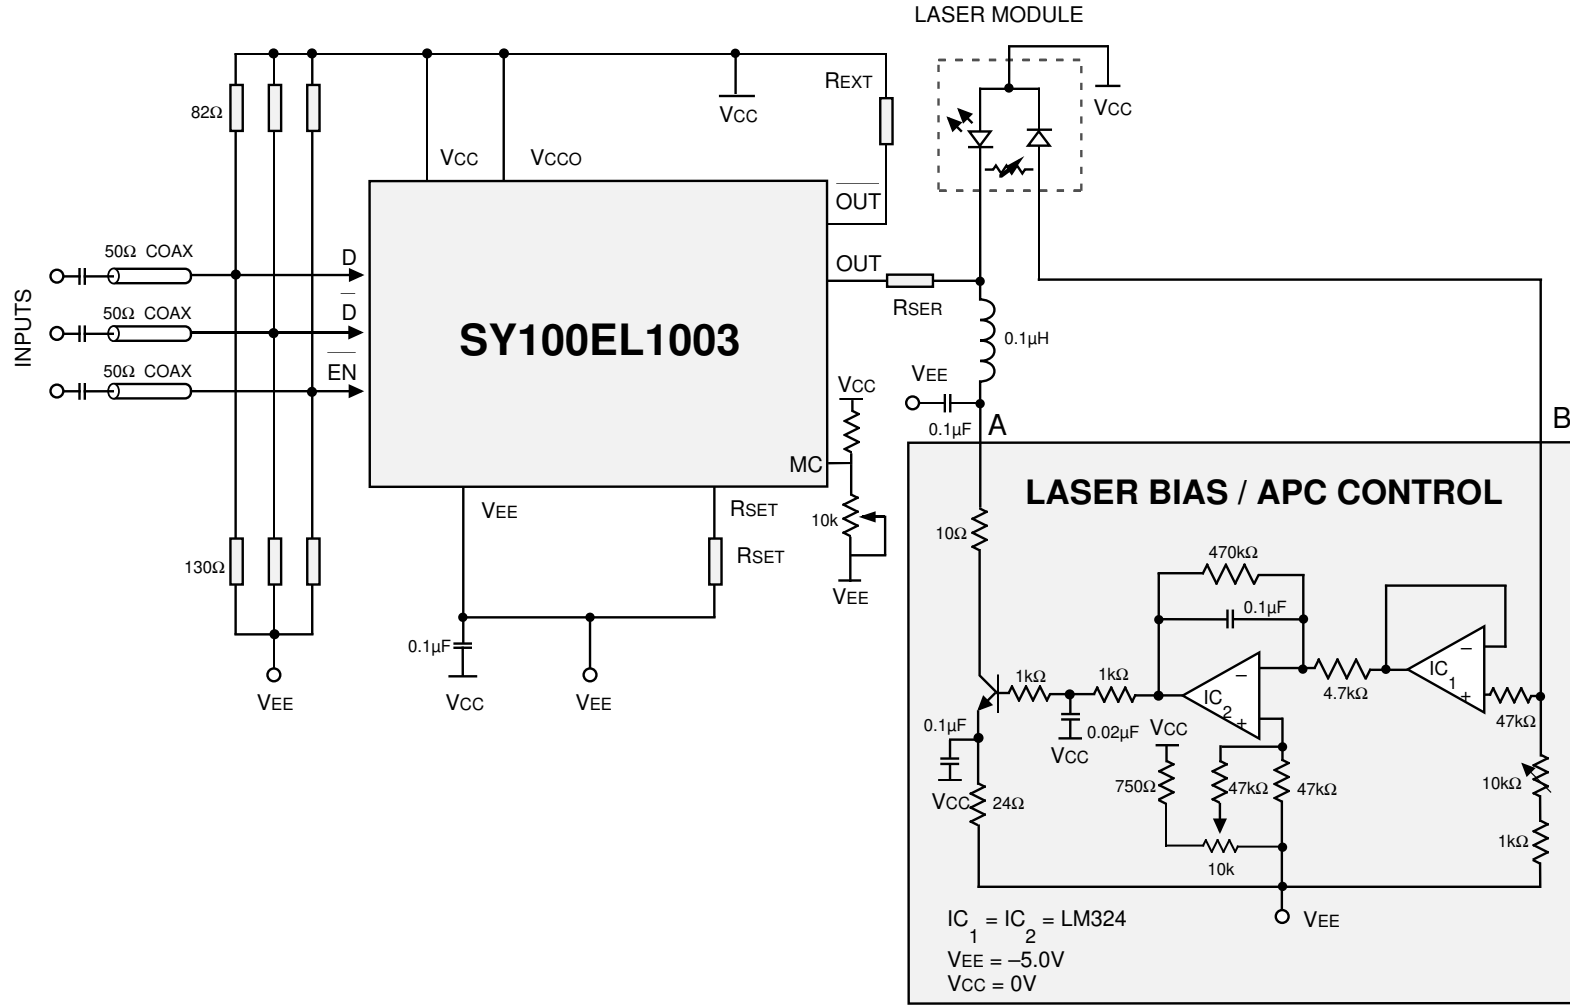 LASER MODULE
REXT
82Ω
VCC
VCC
VCC
VCCO
OUT
50Ω COAX
D
OUT
INPUTS
50Ω COAX
D
RSER
SY100EL1003
0.1µH
50Ω COAX
EN
VEE
VCC
0.1µF
A
B
MC
LASER BIAS / APC CONTROL
VEE
RSET
10k
10Ω
RSET
470kΩ
130Ω
VEE
0.1µF
0.1µF
IC1
–
+
1kΩ
1kΩ
–
IC2
+
4.7kΩ
47kΩ
VEE
VCC
VEE
0.1µF
0.02µF
VCC
VCC
750Ω
47kΩ
47kΩ
10kΩ
VCC
24Ω
1kΩ
10k
IC1 = IC2 = LM324
VEE
VEE = –5.0V
VCC = 0V